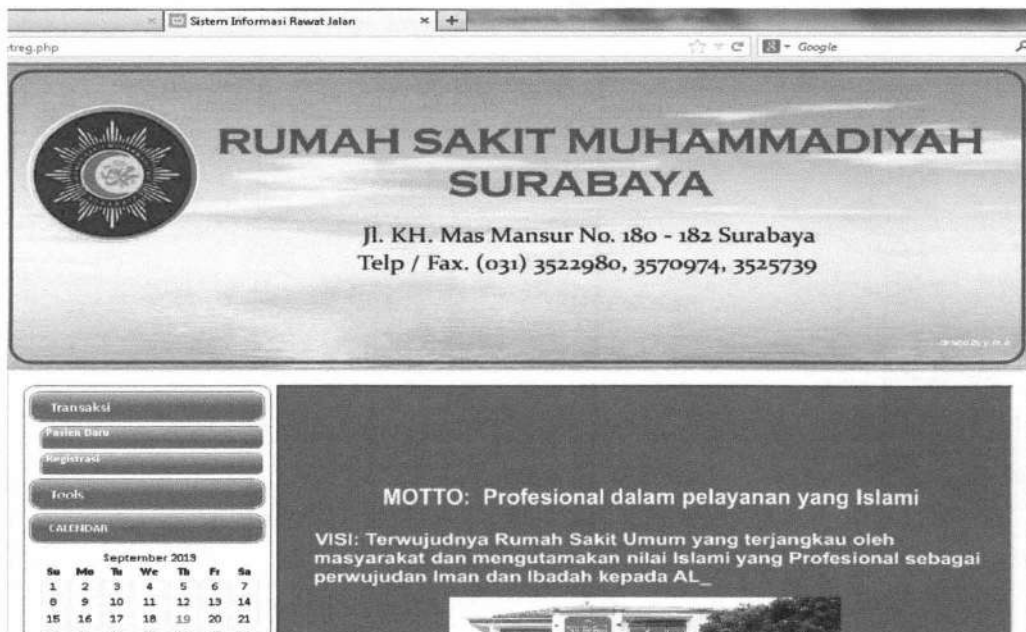 Sistem Informasi Rawat Jalan
treg.php
Google
RUMAH SAKIT MUHAMMADIYAH
SURABAYA
Jl. KH. Mas Mansur No. 180 - 182 Surabaya
Telp / Fax. (031) 3522980, 3570974, 3525739
Transaksi
Pasien Baru
Registrasi
Tools
CALENDAR
September 2013
Su Mo Tu We Th Fr Sa
1 2 3 4 5 6 7
8 9 10 11 12 13 14
15 16 17 18 19 20 21
MOTTO: Profesional dalam pelayanan yang Islami
VISI: Terwujudnya Rumah Sakit Umum yang terjangkau oleh
masyarakat dan mengutamakan nilai Islami yang Profesional sebagai
perwujudan Iman dan Ibadah kepada AL_